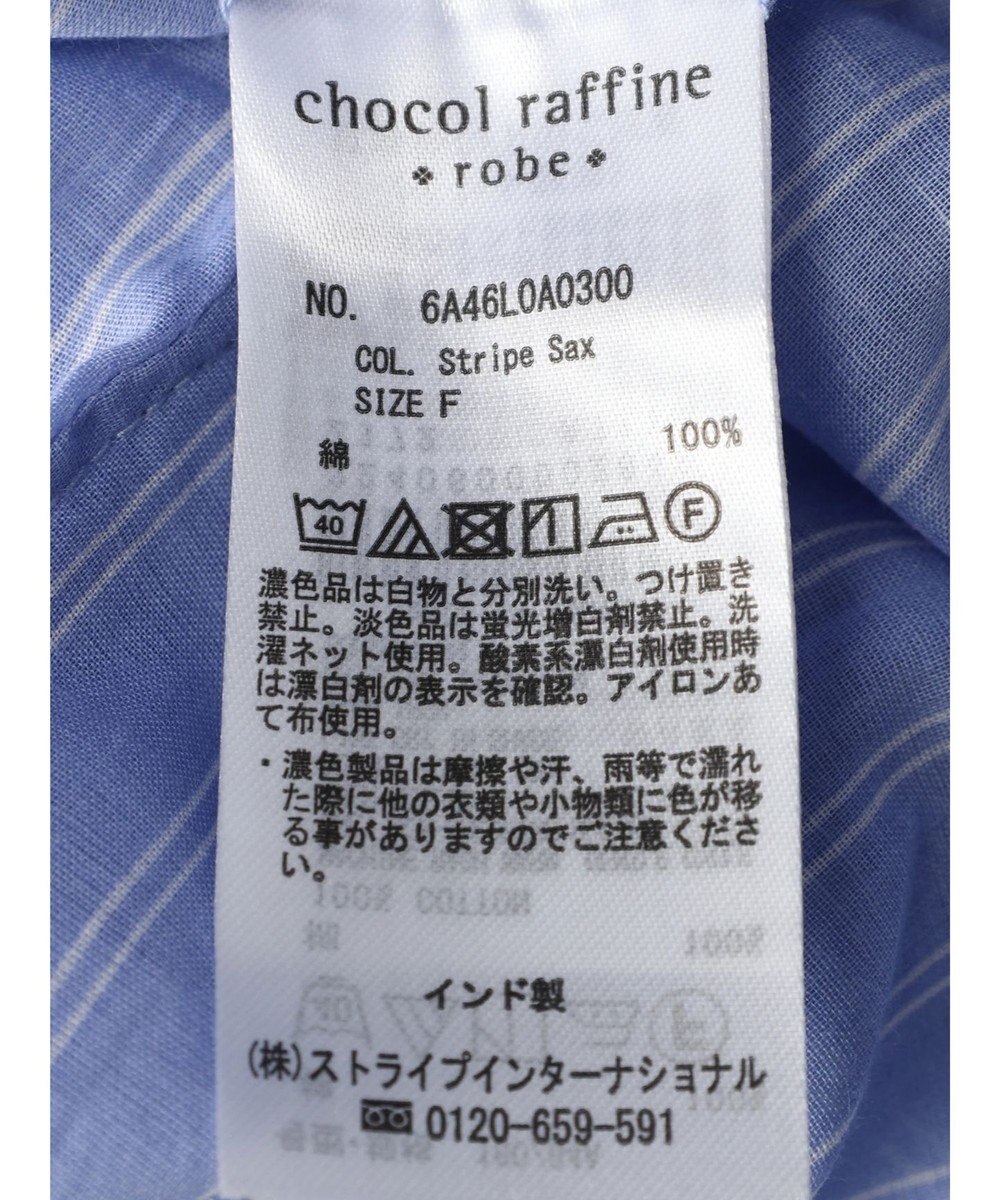 chocol raffine
robe
NO. 6A46L0A0300
COL. Stripe Sax
SIZE F
綿 100%
40 F
濃色品は白物と分別洗い。つけ置き
禁止。淡色品は蛍光増白剤禁止。洗
濯ネット使用。酸素系漂白剤使用時
は漂白剤の表示を確認。アイロンあ
て布使用。
・濃色製品は摩擦や汗、雨等で濡れ
た際に他の衣類や小物類に色が移
る事がありますのでご注意くださ
い。
インド製
(株)ストライプインターナショナル
0120-659-591